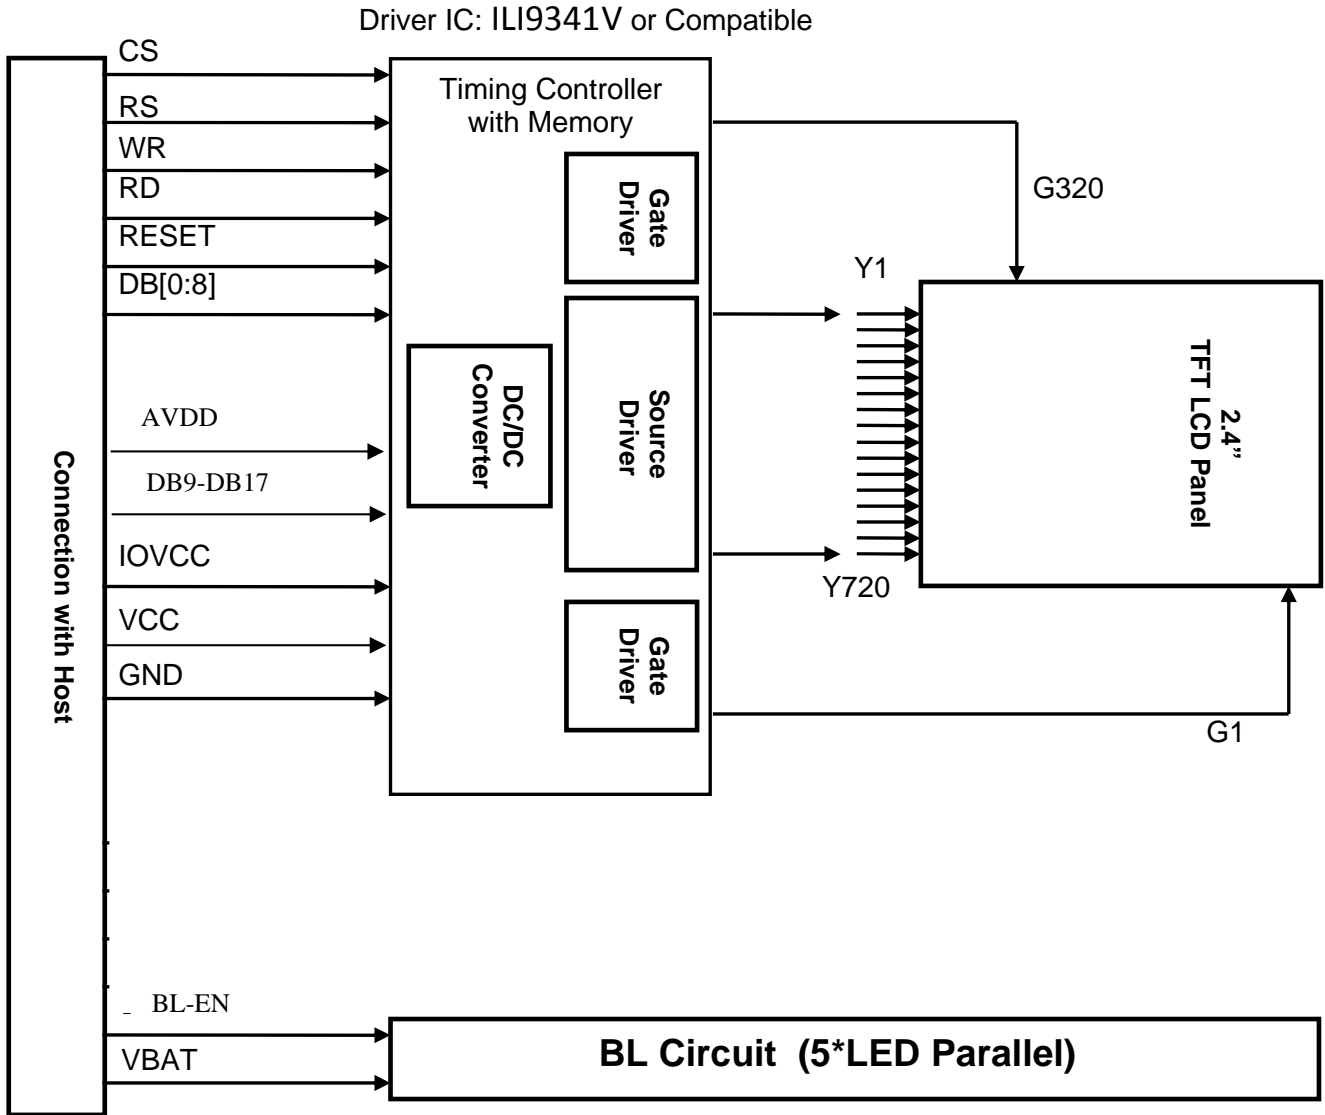 Driver IC: ILI9341V or Compatible
CS
RS
WR
RD
RESET
DB[0:8]
AVDD
DB9-DB17
IOVCC
VCC
GND
Connection with Host
Timing Controller
with Memory
Gate
Driver
DC/DC
Converter
Source
Driver
Gate
Driver
G320
Y1
Y720
2.4”
TFT LCD Panel
G1
BL-EN
VBAT
BL Circuit (5*LED Parallel)